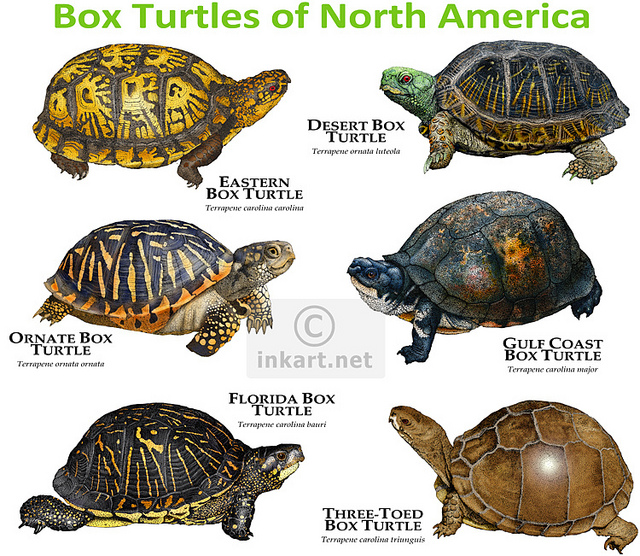 Box Turtles of North America
Desert Box
Turtle
Terrapene ornata luteola
Eastern
Box Turtle
Terrapene carolina carolina
Ornate Box
Turtle
Terrapene ornata ornata
©
inkart.net
Gulf Coast
Box Turtle
Terrapene carolina major
Florida Box
Turtle
Terrapene carolina bauri
Three-Toed
Box Turtle
Terrapene carolina triunguis